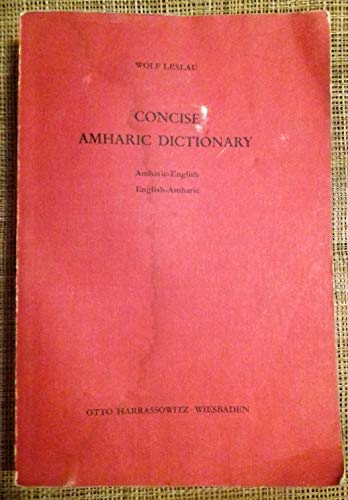 WOLF LESLAU
CONCISE
AMHARIC DICTIONARY
Amharic-English
English-Amharic
OTTO HARRASSOWITZ · WIESBADEN